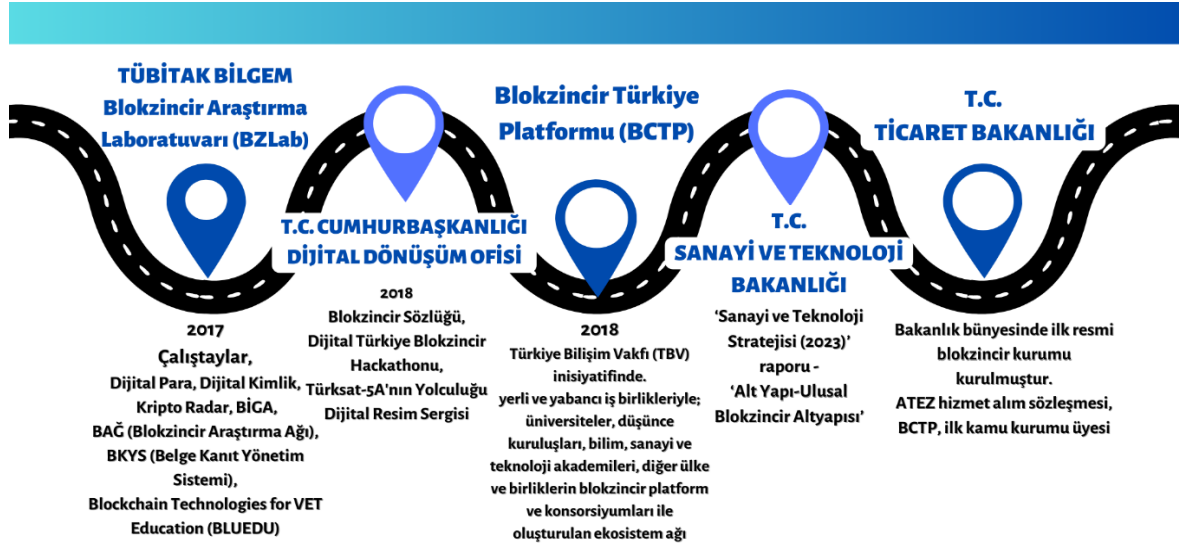 TÜBİTAK BİLGEM
Blokzincir Araştırma
Laboratuvarı (BZLab)
2017
Çalıştaylar,
Dijital Para, Dijital Kimlik,
Kripto Radar, BİGA,
BAĞ (Blokzincir Araştırma Ağı),
BKYS (Belge Kanıt Yönetim
Sistemi),
Blockchain Technologies for VET
Education (BLUEDU)
T.C. CUMHURBAŞKANLIĞI
DİJİTAL DÖNÜŞÜM OFİSİ
2018
Blokzincir Sözlüğü,
Dijital Türkiye Blokzincir
Hackathonu,
Türksat-5A'nın Yolculuğu
Dijital Resim Sergisi
Blokzincir Türkiye
Platformu (BCTP)
2018
Türkiye Bilişim Vakfı (TBV)
inisiyatifinde.
yerli ve yabancı iş birlikleriyle;
üniversiteler, düşünce
kuruluşları, bilim, sanayi ve
teknoloji akademileri, diğer ülke
ve birliklerin blokzincir platform
ve konsorsiyumları ile
oluşturulan ekosistem ağı
T.C.
SANAYİ VE TEKNOLOJİ
BAKANLIĞI
‘Sanayi ve Teknoloji
Stratejisi (2023)’
raporu -
‘Alt Yapı-Ulusal
Blokzincir Altyapısı’
T.C.
TİCARET BAKANLIĞI
Bakanlık bünyesinde ilk resmi
blokzincir kurumu
kurulmuştur.
ATEZ hizmet alım sözleşmesi,
BCTP, ilk kamu kurumu üyesi